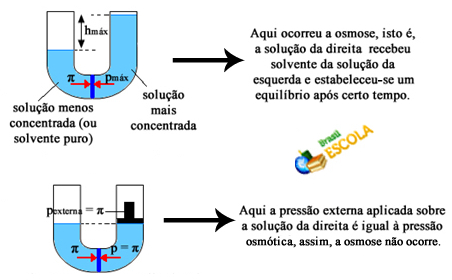 hmáx
π
pmáx
solução menos
concentrada (ou
solvente puro)
solução
mais
concentrada
Aqui ocorreu a osmose, isto é,
a solução da direita recebeu
solvente da solução da
esquerda e estabeleceu-se um
equilíbrio após certo tempo.
Brasil
ESCOLA
pexterna = π
π
p = π
Aqui a pressão externa aplicada sobre
a solução da direita é igual à pressão
osmótica, assim, a osmose não ocorre.